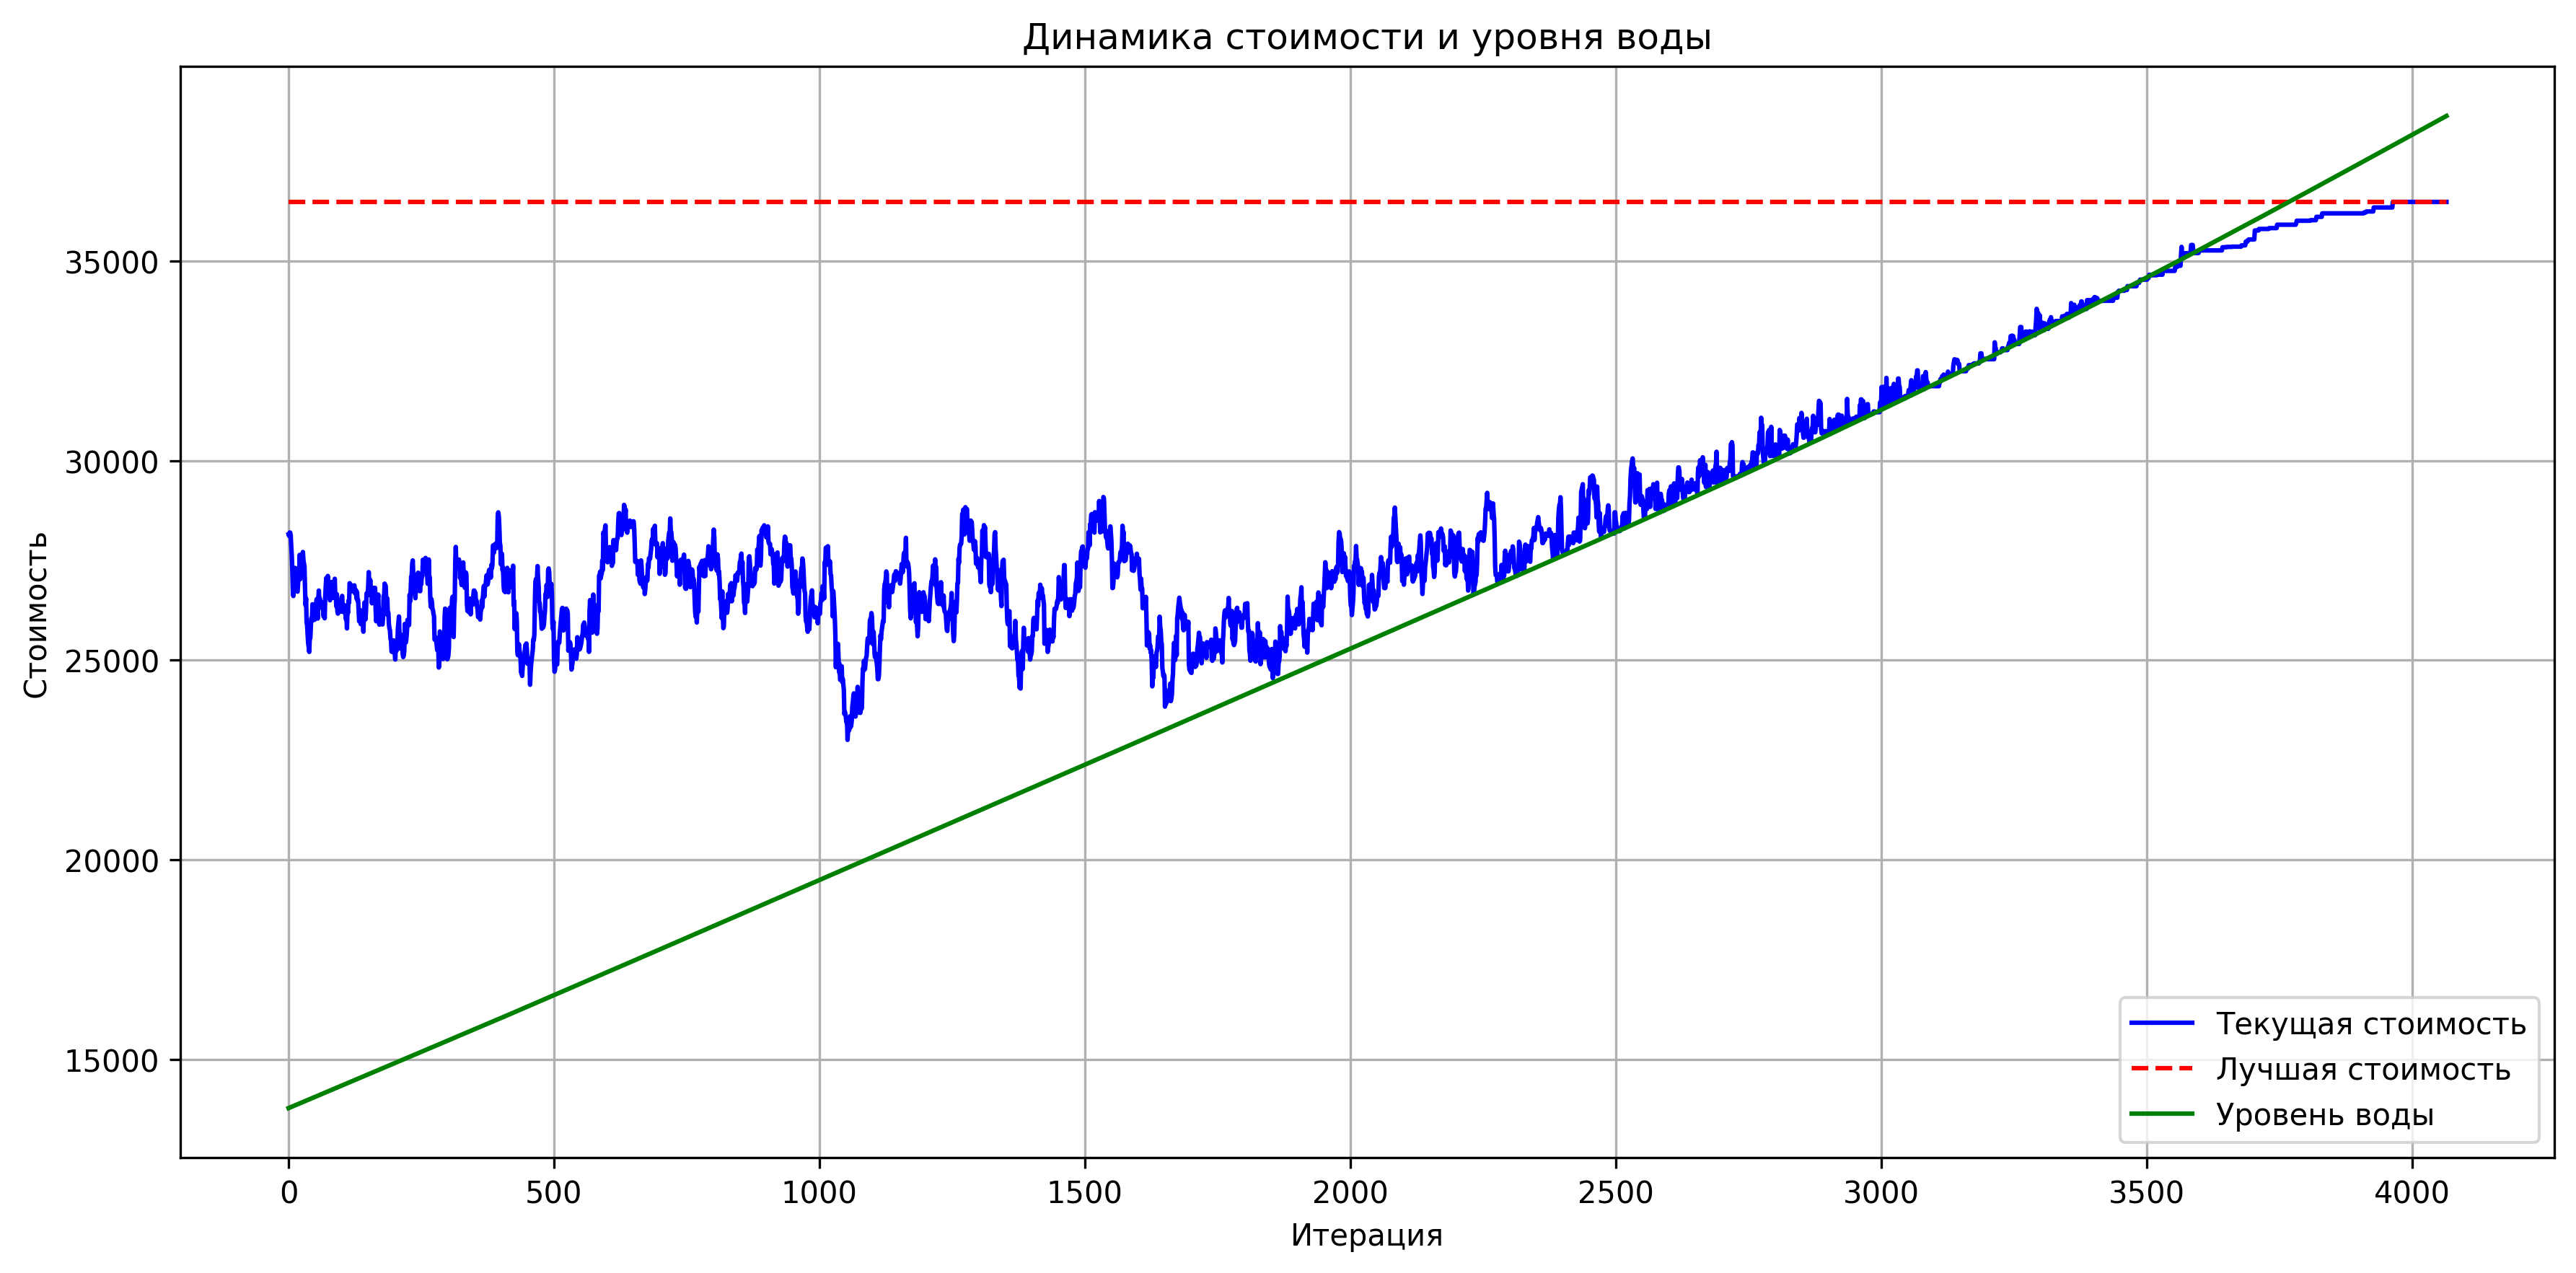 Динамика стоимости и уровня воды
Стоимость
35000
30000
25000
20000
15000
0 500 1000 1500 2000 2500 3000 3500 4000
Итерация
Текущая стоимость
Лучшая стоимость
Уровень воды